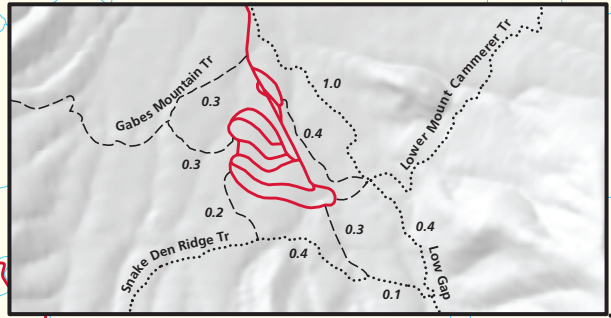 Gabes Mountain Tr
0.3
1.0
Lower Mount Cammerer Tr
0.4
0.3
0.2
Snake Den Ridge Tr
0.4
0.3
0.4
Low Gap
0.1